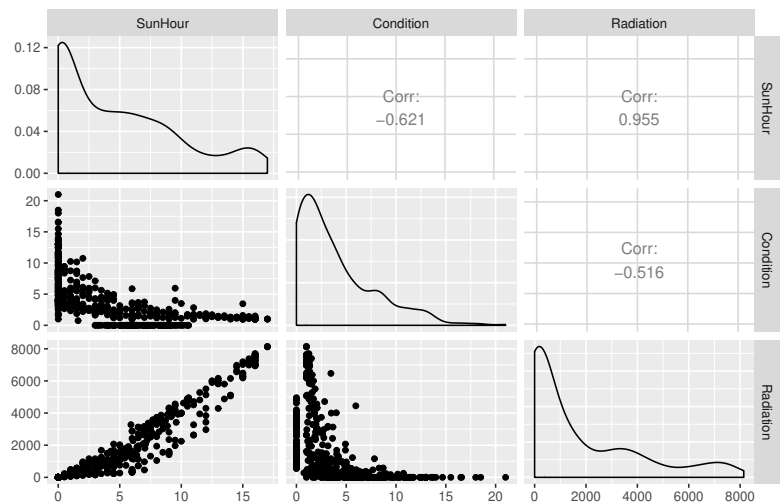 SunHour Condition Radiation
0.12
0.08
0.04
0.00
Corr:
−0.621
Corr:
0.955
SunHour
20
15
10
5
0
Corr:
−0.516
Condition
8000
6000
4000
2000
0
Radiation
0 5 10 15 0 5 10 15 20 0 2000 4000 6000 8000